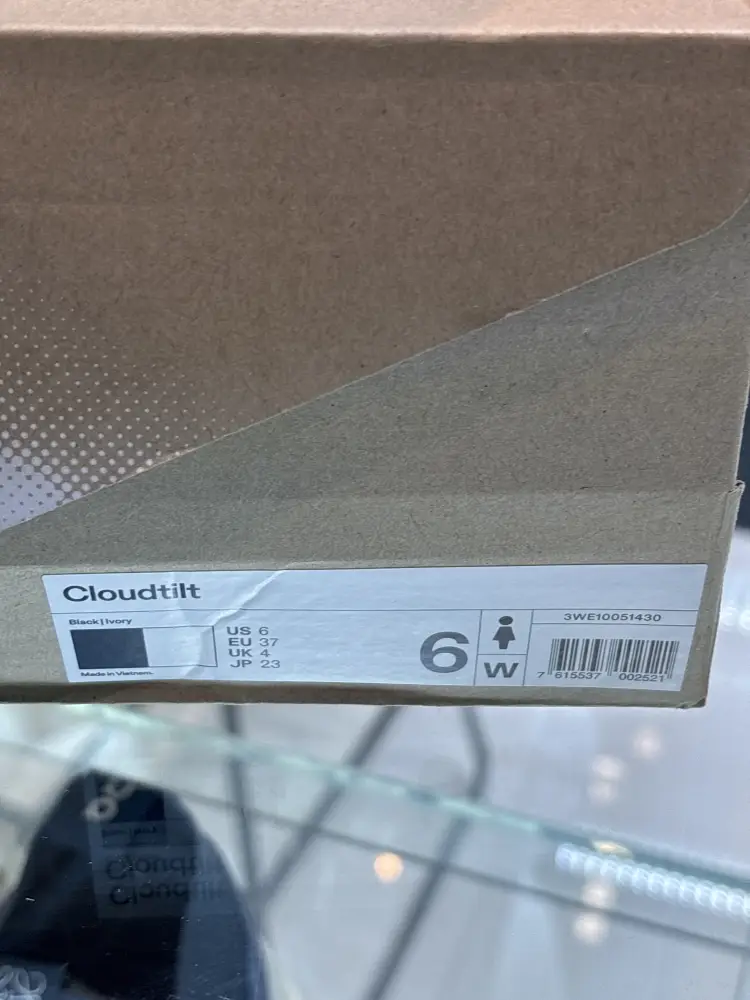 Cloudtilt
Black | Ivory
Made in Vietnam.
US 6
EU 37
UK 4
JP 23
6
W
3WE10051430
7 615537 002521
Cloudtilt